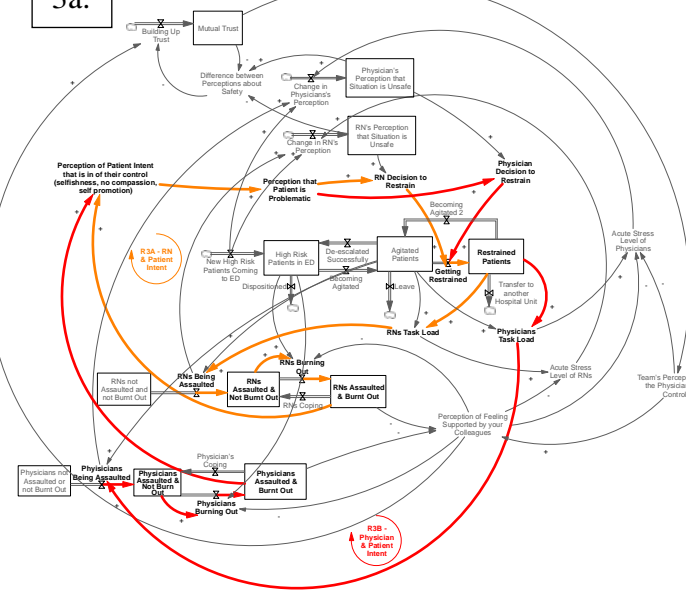 3a.
Building Up
Trust
Mutual Trust
Difference between
Perceptions about
Safety
Change in
Physicians's
Perception
Physician's
Perception that
Situation is Unsafe
Change in RN's
Perception
RN's Perception
that Situation is
Unsafe
Perception of Patient Intent
that is in of their control
(selfishness, no compassion,
self promotion)
Perception that
Patient is
Problematic
RN Decision to
Restrain
Physician
Decision to
Restrain
Becoming
Agitated 2
R3A - RN
& Patient
Intent
New High Risk
Patients Coming
to ED
High Risk
Patients in ED
De-escalated
Successfully
Becoming
Agitated
Agitated
Patients
Getting
Restrained
Restrained
Patients
Acute Stress
Level of
Physicians
Dispositioned
Leave
Transfer to
another
Hospital Unit
RNs Task Load
Physicians
Task Load
RNs not
Assaulted and
not Burnt Out
RNs Being
Assaulted
RNs
Assaulted &
Not Burnt Out
RNs Burning
Out
RNs Coping
RNs Assaulted
& Burnt Out
Acute Stress
Level of RNs
Team's Percep
the Physician
Control
Perception of Feeling
Supported by your
Colleagues
Physicians not
Assaulted or
not Burnt Out
Phyisicians
Being Assaulted
Physicians
Assaulted &
Not Burn
Out
Physician's
Coping
Physicians
Burning Out
Physicians
Assaulted &
Burnt Out
R3B -
Physician
& Patient
Intent